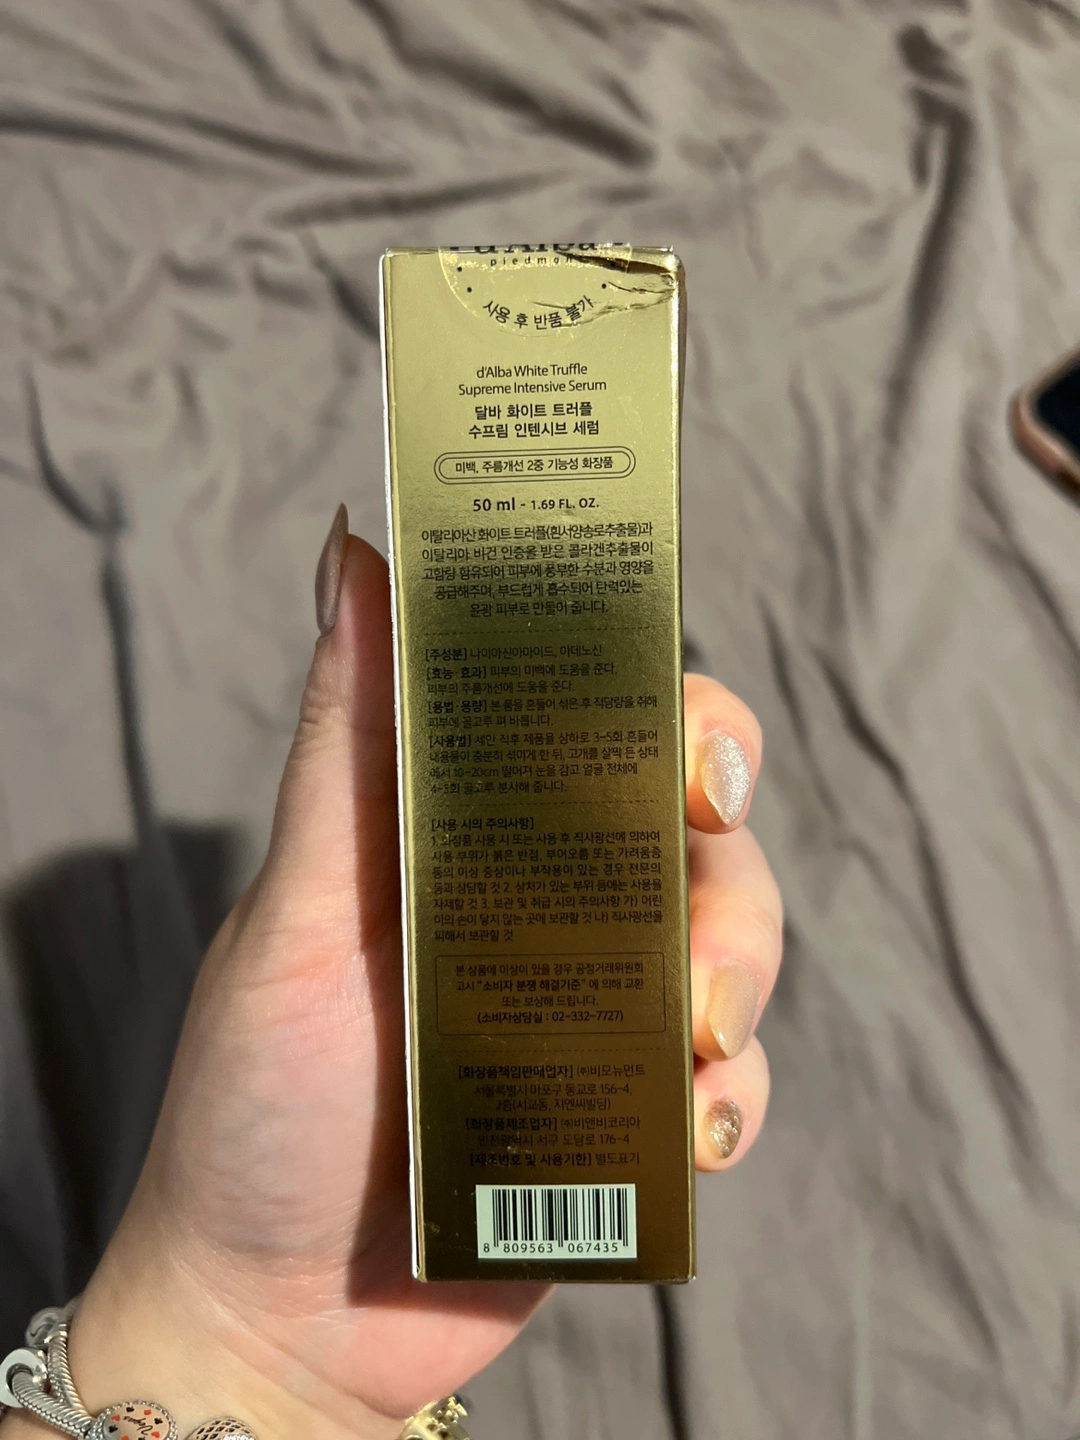 d'Alba
piedmont
사용 후 반품 불가
d'Alba White Truffle
Supreme Intensive Serum
달바 화이트 트러플
수프림 인텐시브 세럼
미백, 주름개선 2중 기능성 화장품
50 ml - 1.69 FL. OZ.
이탈리아산 화이트 트러플(흰서양송로추출물)과
이탈리아 비건 인증을 받은 콜라겐추출물이
고함량 함유되어 피부에 풍부한 수분과 영양을
공급해주며, 부드럽게 흡수되어 탄력있는
윤광 피부로 만들어 줍니다.
[주성분] 나이아신아마이드, 아데노신
[효능·효과] 피부의 미백에 도움을 준다.
피부의 주름개선에 도움을 준다.
[용법·용량] 본 품을 흔들어 섞은 후 적당량을 취해
피부에 골고루 펴 바릅니다.
[사용법] 세안 직후 제품을 상하로 3-5회 흔들어
내용물이 충분히 섞이게 한 뒤, 고개를 살짝 든 상태
에서 10-20cm 떨어져 눈을 감고 얼굴 전체에
4-5회 골고루 분사해 줍니다.
[사용 시의 주의사항]
1. 화장품 사용 시 또는 사용 후 직사광선에 의하여
사용 부위가 붉은 반점, 부어오름 또는 가려움증
등의 이상 증상이나 부작용이 있는 경우 전문의
등과 상담할 것 2. 상처가 있는 부위 등에는 사용을
자제할 것 3. 보관 및 취급 시의 주의사항 가) 어린
이의 손이 닿지 않는 곳에 보관할 것 나) 직사광선을
피해서 보관할 것
본 상품에 이상이 있을 경우 공정거래위원회
고시 "소비자 분쟁 해결기준" 에 의해 교환
또는 보상해 드립니다.
(소비자상담실 : 02-332-7727)
[화장품책임판매업자] ㈜비모뉴먼트
서울특별시 마포구 동교로 156-4,
2층(서교동, 지앤씨빌딩)
[화장품제조업자] ㈜비앤비코리아
인천광역시 서구 도담로 176-4
[제조번호 및 사용기한] 별도표기
8 809563 067435
Vegas